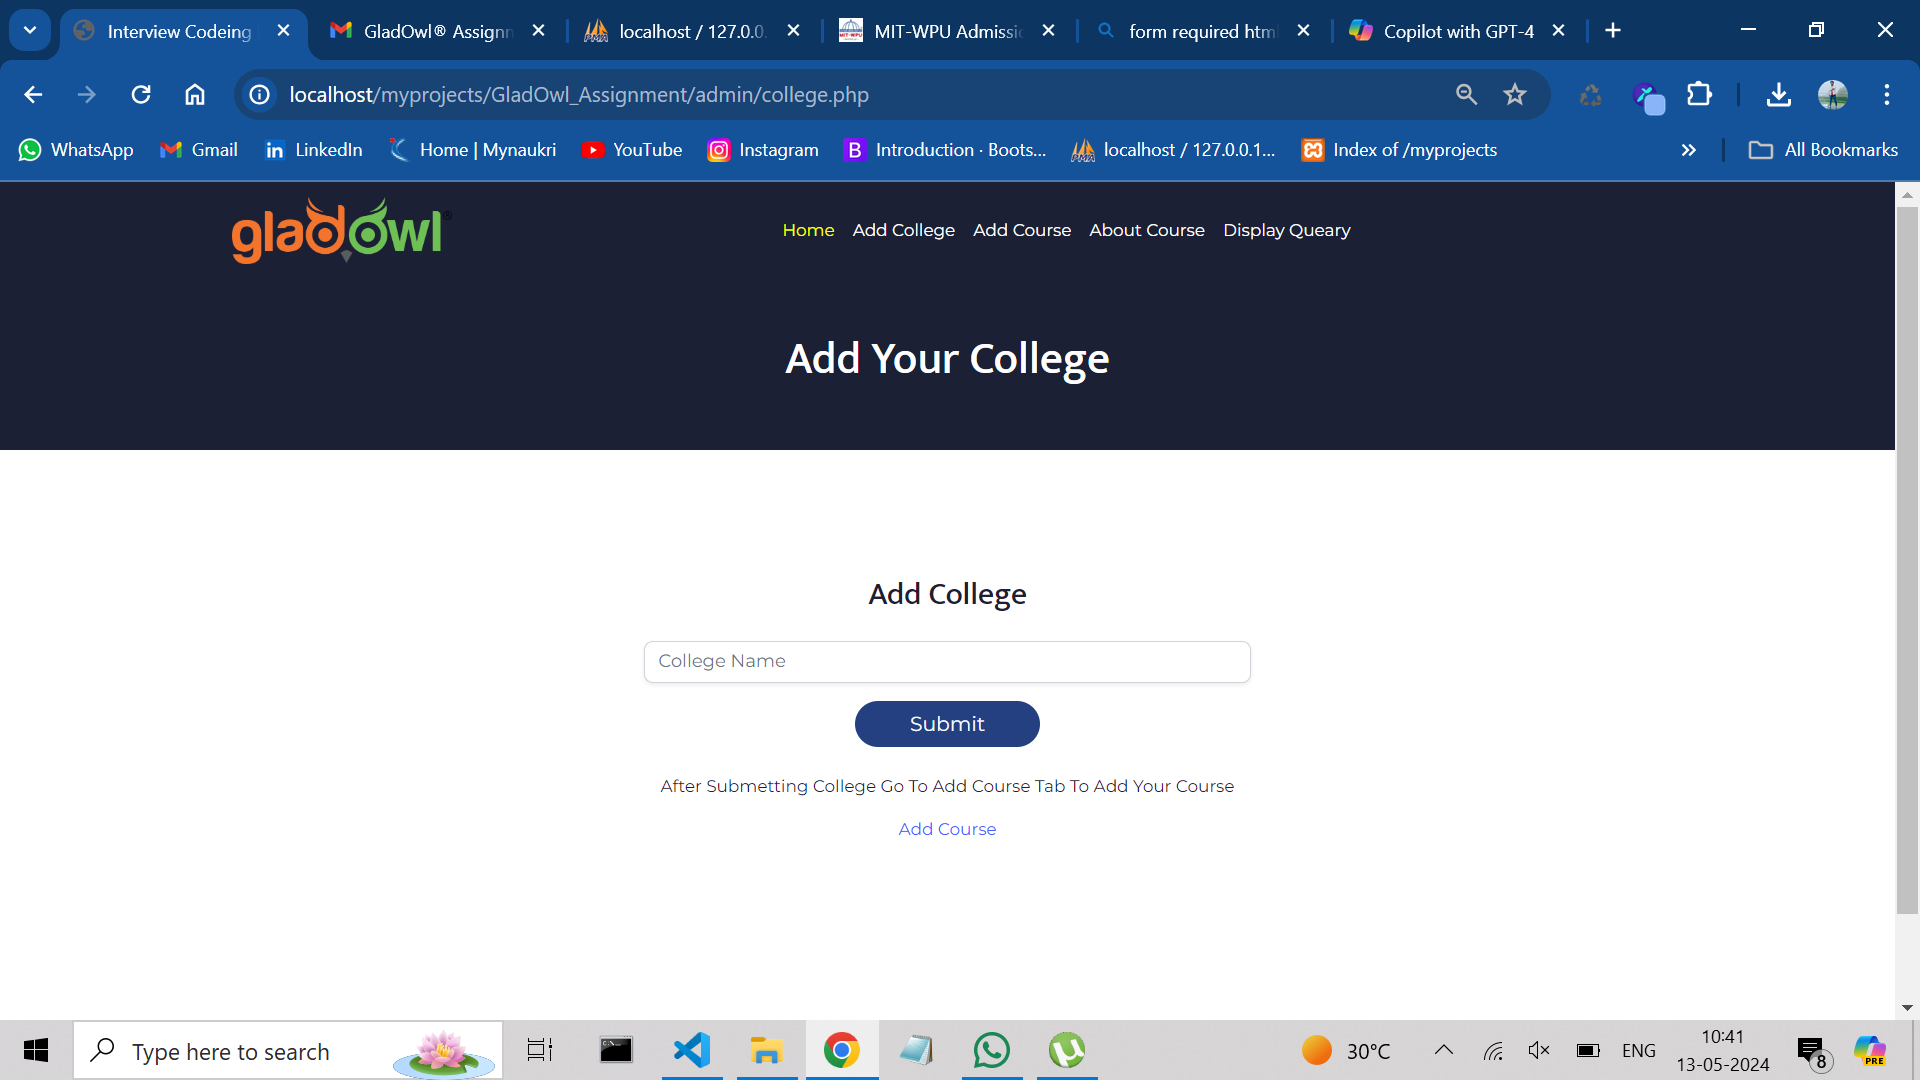 Interview Codeing
GladOwl® Assignn
localhost / 127.0.0.
MIT-WPU Admissio
form required html
Copilot with GPT-4
localhost/myprojects/GladOwl_Assignment/admin/college.php
WhatsApp
Gmail
LinkedIn
Home | Mynaukri
YouTube
Instagram
B Introduction · Boots...
localhost / 127.0.0.1...
Index of /myprojects
»
All Bookmarks
gladowl®
Home
Add College
Add Course
About Course
Display Queary
Add Your College
Add College
College Name
Submit
After Submetting College Go To Add Course Tab To Add Your Course
Add Course
Type here to search
30°C
ENG
10:41
13-05-2024
8
PRE